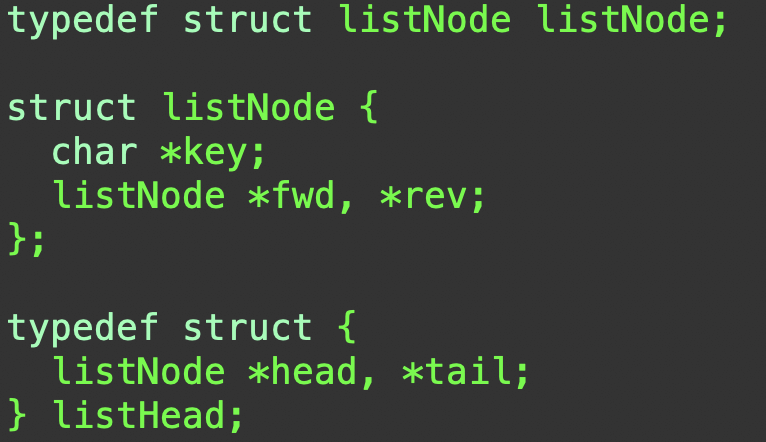 typedef struct listNode listNode;
struct listNode {
  char *key;
  listNode *fwd, *rev;
};
typedef struct {
  listNode *head, *tail;
} listHead;